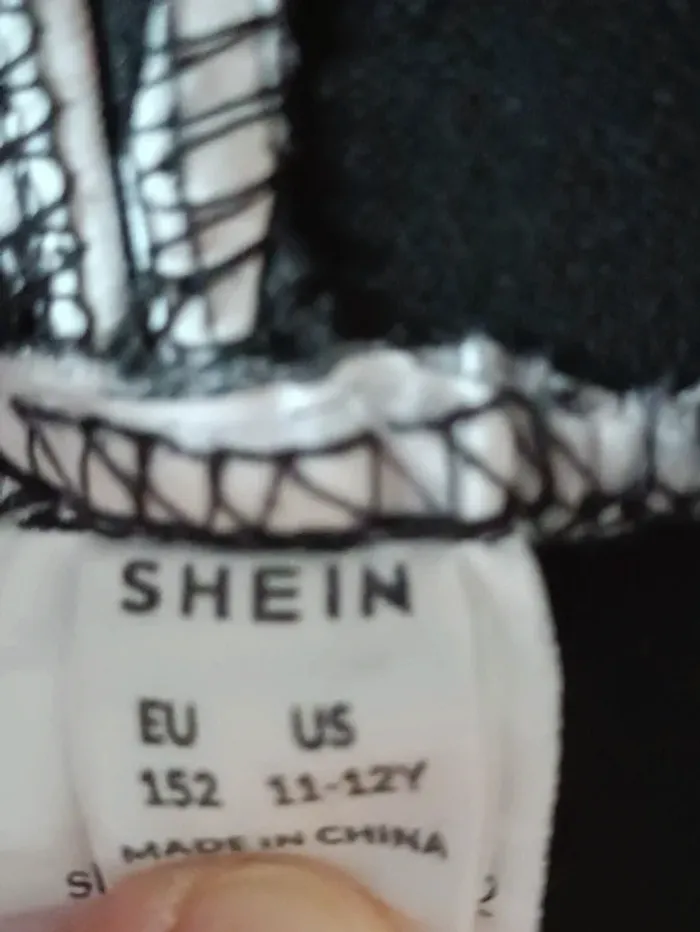 SHEIN
EU US
152 11-12Y
MADE IN CHINA